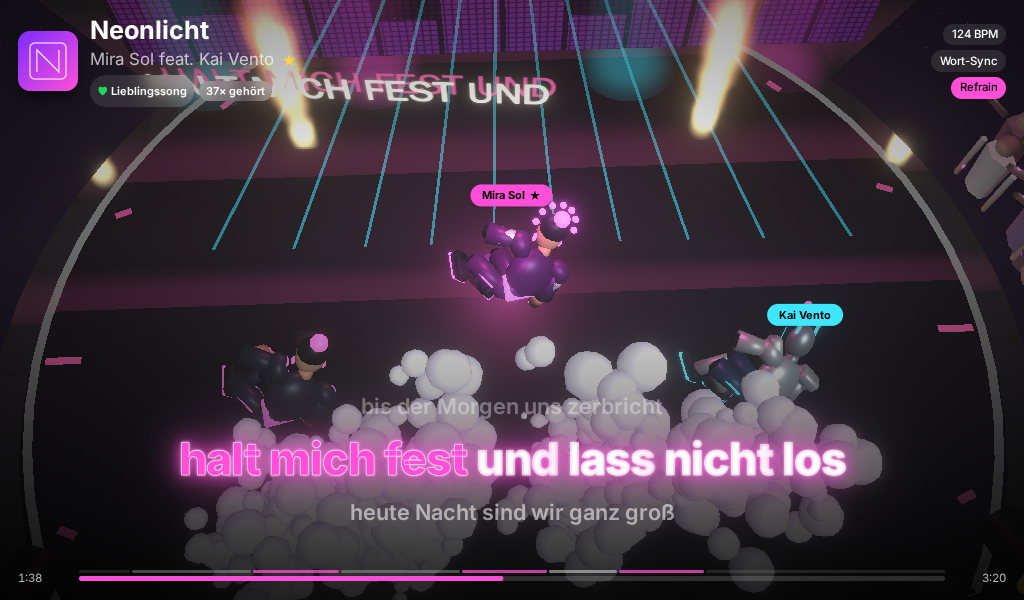 Neonlicht
Mira Sol feat. Kai Vento ★
Lieblingssong
37× gehört
124 BPM
Wort-Sync
Refrain
HALT MICH FEST UND
Mira Sol ★
Kai Vento
bis der Morgen uns zerbricht
halt mich fest und lass nicht los
heute Nacht sind wir ganz groß
1:38
3:20